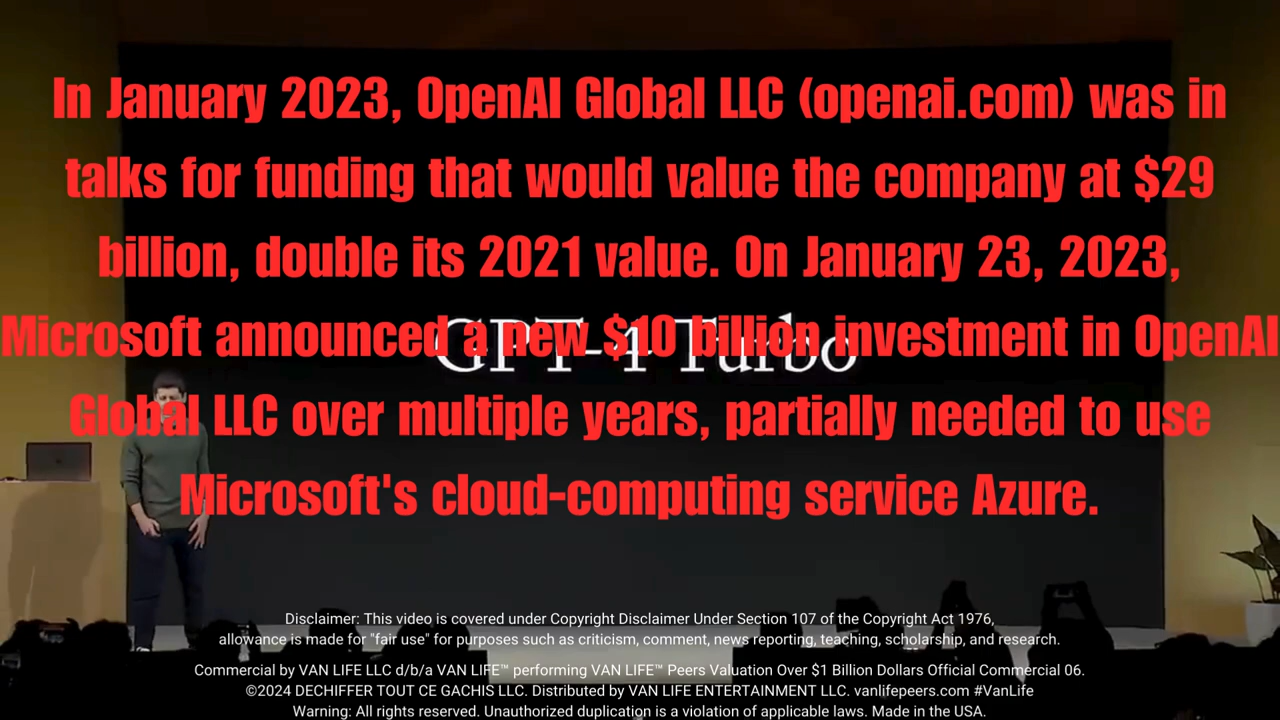 In January 2023, OpenAI Global LLC (openai.com) was in
talks for funding that would value the company at $29
billion, double its 2021 value. On January 23, 2023,
Microsoft announced a new $10 billion investment in OpenAI
GPT-4 Turbo
Global LLC over multiple years, partially needed to use
Microsoft's cloud-computing service Azure.
Disclaimer: This video is covered under Copyright Disclaimer Under Section 107 of the Copyright Act 1976,
allowance is made for "fair use" for purposes such as criticism, comment, news reporting, teaching, scholarship, and research.
Commercial by VAN LIFE LLC d/b/a VAN LIFE™ performing VAN LIFE™ Peers Valuation Over $1 Billion Dollars Official Commercial 06.
©2024 DECHIFFER TOUT CE GACHIS LLC. Distributed by VAN LIFE ENTERTAINMENT LLC. vanlifepeers.com #VanLife
Warning: All rights reserved. Unauthorized duplication is a violation of applicable laws. Made in the USA.